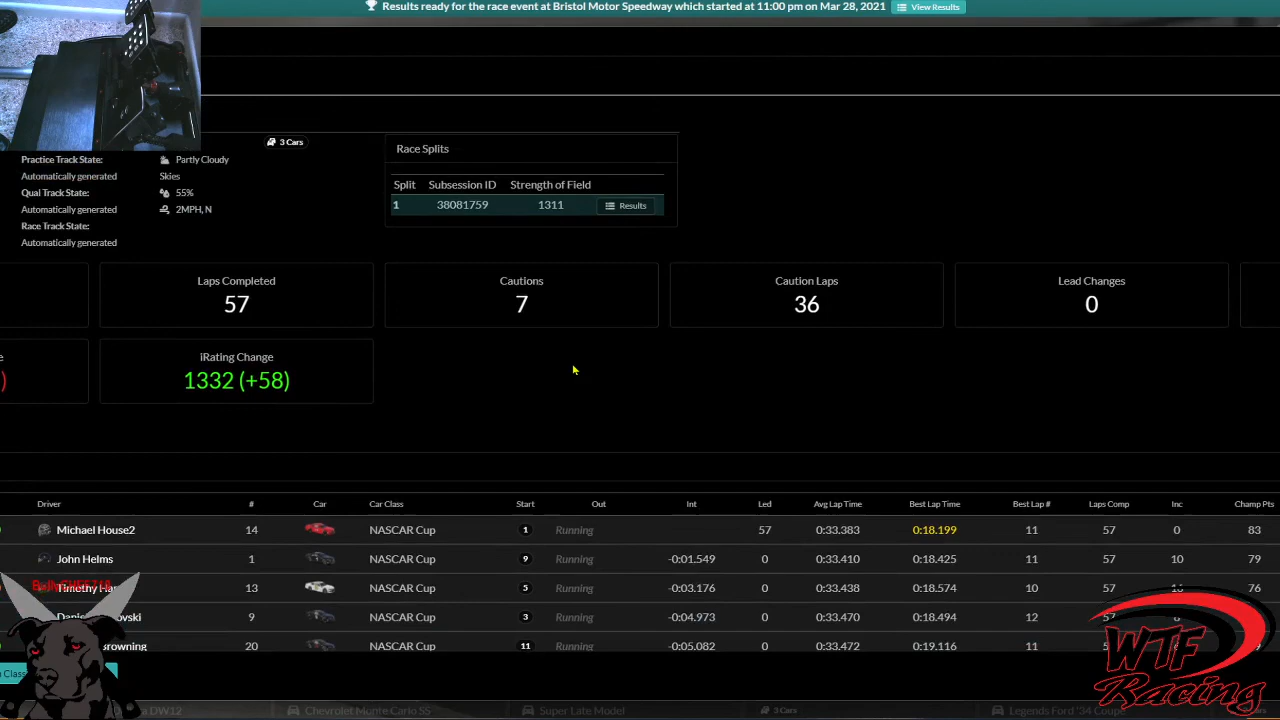 Results ready for the race event at Bristol Motor Speedway which started at 11:00 pm on Mar 28, 2021 View Results
3 Cars
Practice Track State:
Automatically generated
Qual Track State:
Automatically generated
Race Track State:
Automatically generated
Partly Cloudy
Skies
55%
2MPH, N
Race Splits
Split Subsession ID Strength of Field
1 38081759 1311 Results
Laps Completed
57
Cautions
7
Caution Laps
36
Lead Changes
0
iRating Change
1332 (+58)
Driver # Car Car Class Start Out Int Led Avg Lap Time Best Lap Time Best Lap # Laps Comp Inc Champ Pts
Michael House2 14 NASCAR Cup 1 Running 57 0:33.383 0:18.199 11 57 0 83
John Helms 1 NASCAR Cup 9 Running -0:01.549 0 0:33.410 0:18.425 11 57 10 79
Timothy 13 NASCAR Cup 5 Running -0:03.176 0 0:33.438 0:18.574 10 57 76
9 NASCAR Cup 3 Running -0:04.973 0 0:33.470 0:18.494 12 57
20 NASCAR Cup 11 Running -0:05.082 0 0:33.472 0:19.116 11
DW12 Chevrolet Monte Carlo SS Super Late Model 3 Cars Legends Ford '34 Coupe
WTF
Racing